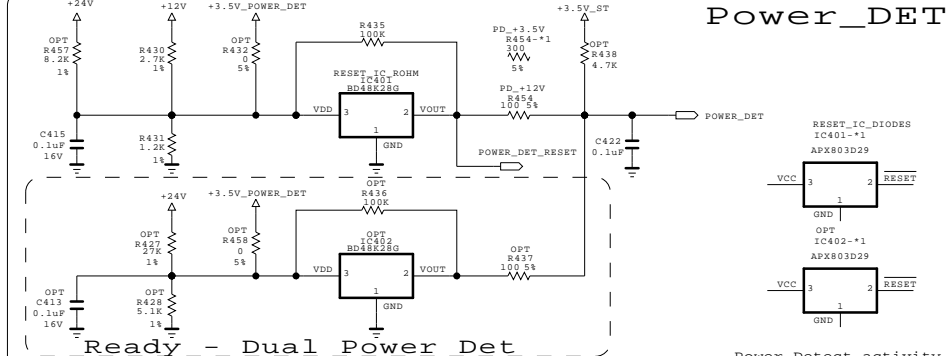 +24V
+12V
+3.5V_POWER_DET
+3.5V_ST
Power_DET
OPT
R457
8.2K
1%
R430
2.7K
1%
OPT
R432
0
5%
R435
100K
PD_+3.5V
R454-*1
300
5%
OPT
R438
4.7K
RESET_IC_ROHM
IC401
BD48K28G
VDD
3
2
VOUT
1
GND
PD_+12V
R454
100 5%
POWER_DET
C415
0.1uF
16V
R431
1.2K
1%
POWER_DET_RESET
C422
0.1uF
RESET_IC_DIODES
IC401-*1
APX803D29
VCC
3
2
RESET
1
GND
+24V
+3.5V_POWER_DET
OPT
R436
100K
OPT
R427
27K
1%
OPT
R458
0
5%
OPT
IC402
BD48K28G
VDD
3
2
VOUT
1
GND
OPT
R437
100 5%
OPT
IC402-*1
APX803D29
VCC
3
2
RESET
1
GND
OPT
C413
0.1uF
16V
OPT
R428
5.1K
1%
Ready - Dual Power Det
Power Detect activity